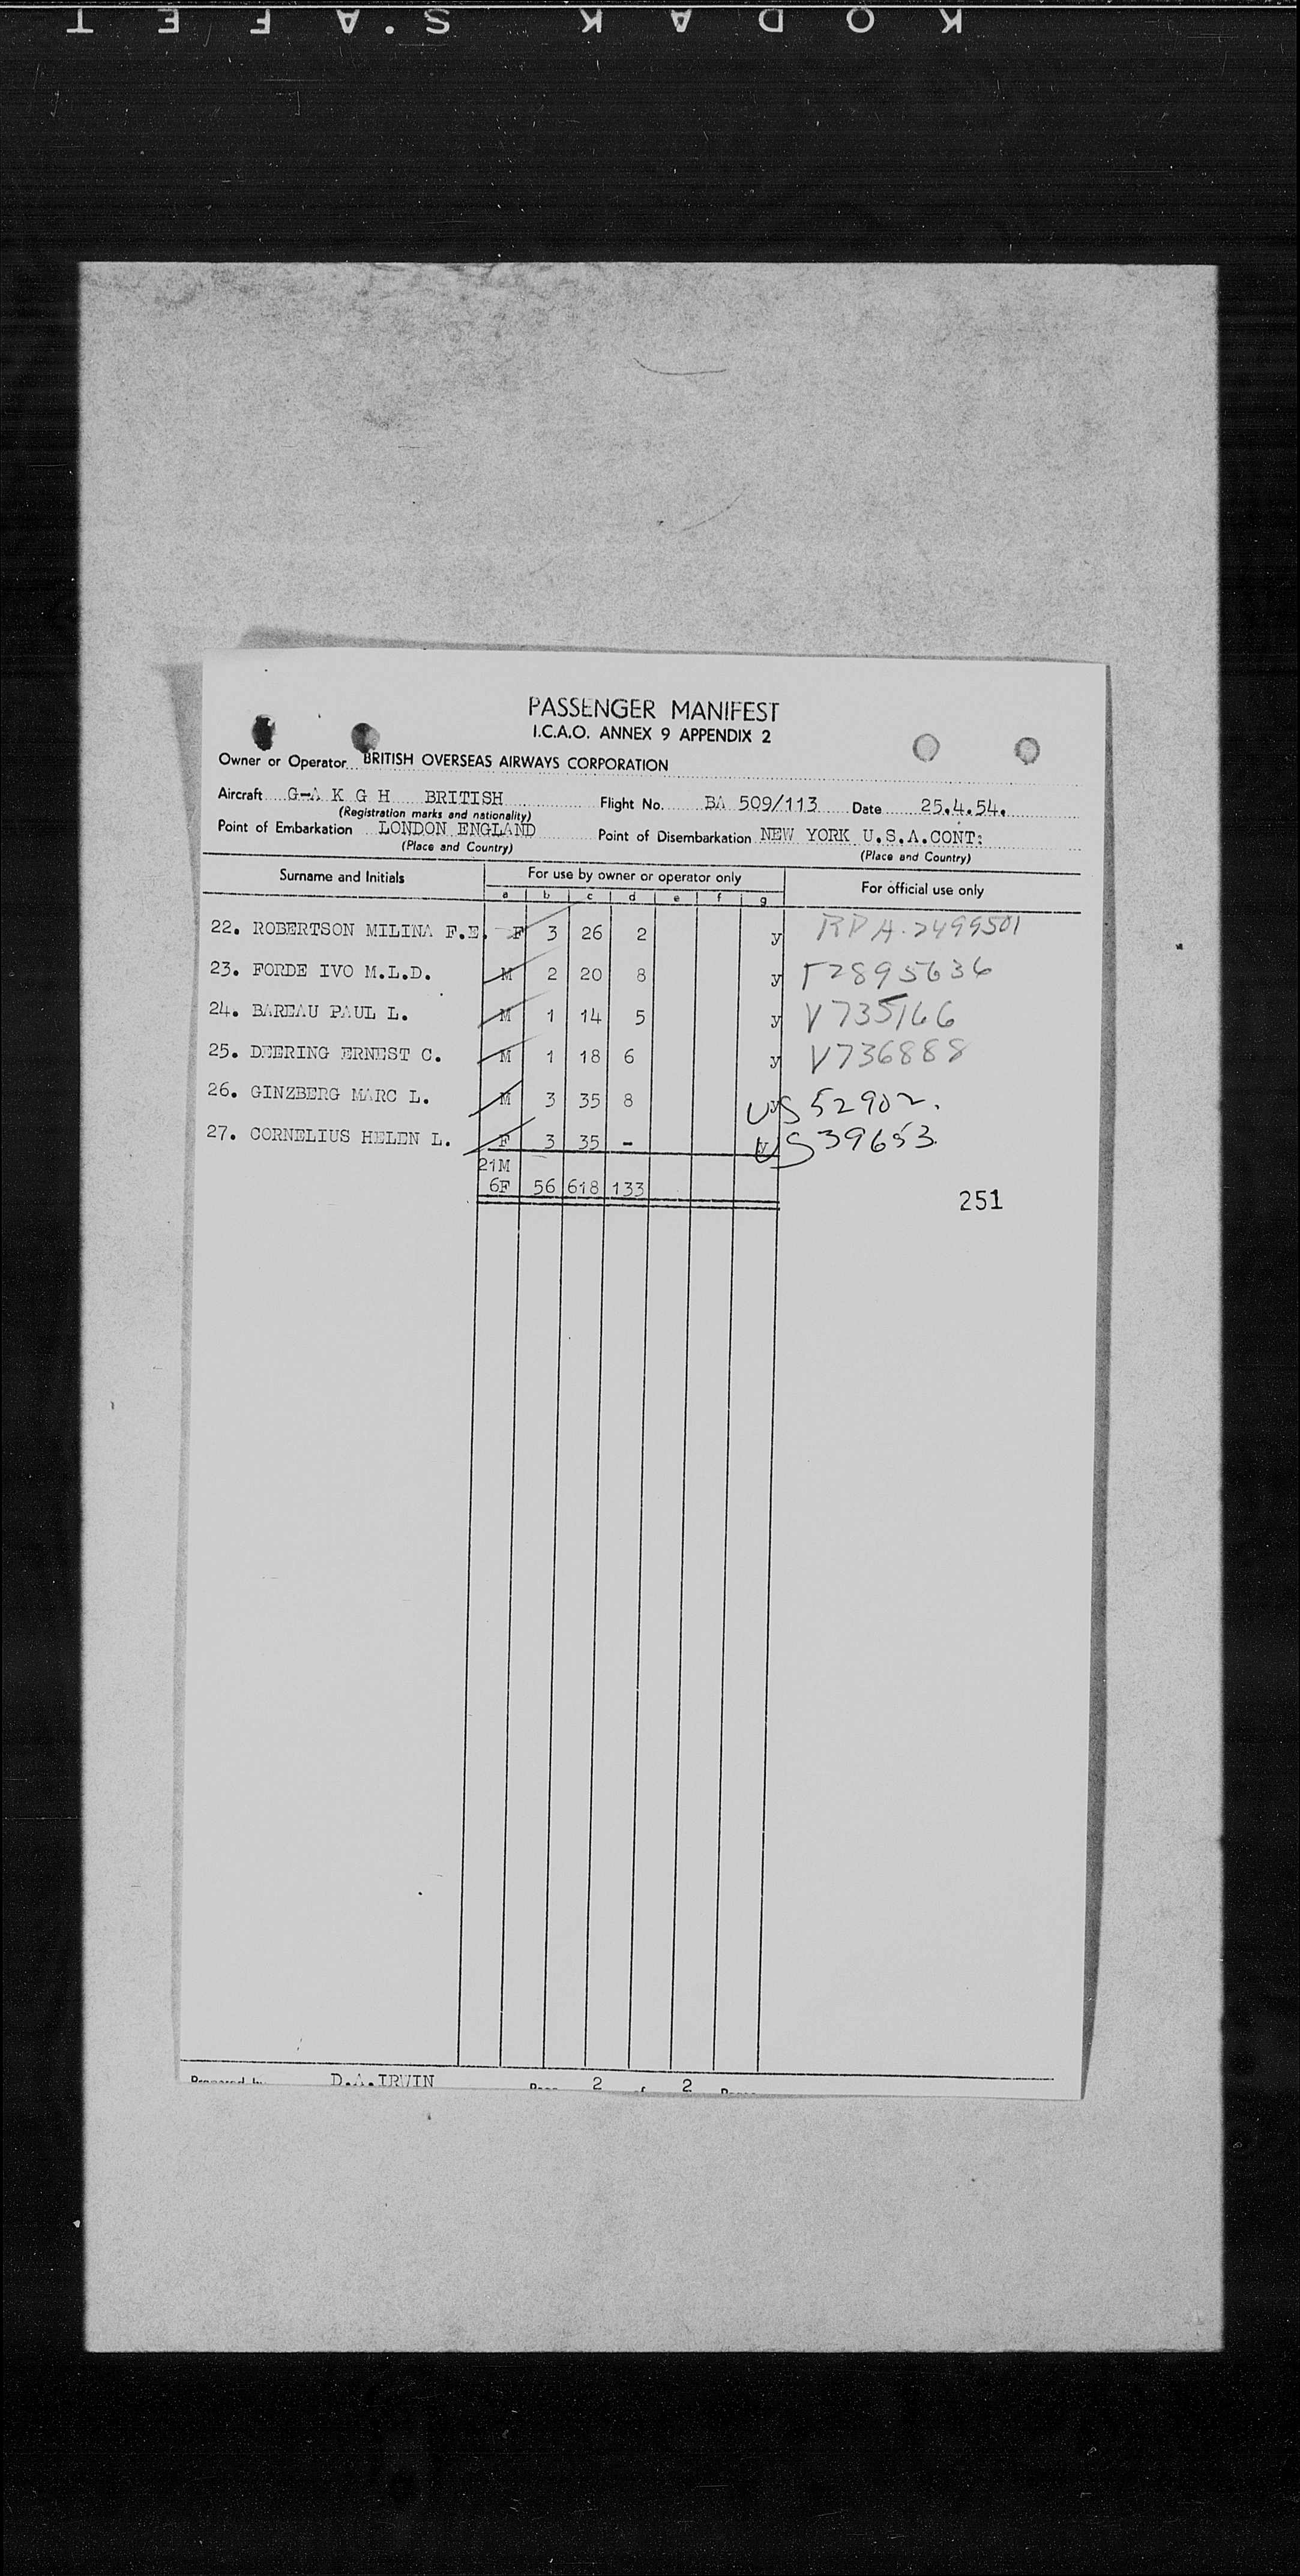 KODAK S.A.F.E.T
PASSENGER MANIFEST
I.C.A.O. ANNEX 9 APPENDIX 2
Owner or Operator BRITISH OVERSEAS AIRWAYS CORPORATION
Aircraft G-A K G H BRITISH Flight No. BA 509/113 Date 25.4.54.
(Registration marks and nationality)
Point of Embarkation LONDON ENGLAND Point of Disembarkation NEW YORK U.S.A.CONT:
(Place and Country) (Place and Country)
Surname and Initials For use by owner or operator only For official use only
a b c d e f g
22. ROBERTSON MILINA F.E. F 3 26 2 y RPA.2499501
23. FORDE IVO M.L.D. M 2 20 8 y T2895636
24. BAREAU PAUL L. M 1 14 5 y V735166
25. DEERING ERNEST C. M 1 18 6 y V736888
26. GINZBERG MARC L. M 3 35 8 y US 52902.
27. CORNELIUS HELEN L. F 3 35 - y US 39653
21M
6F 56 618 133
251
Prepared by D.A.IRWIN Page 2 of 2 Pages